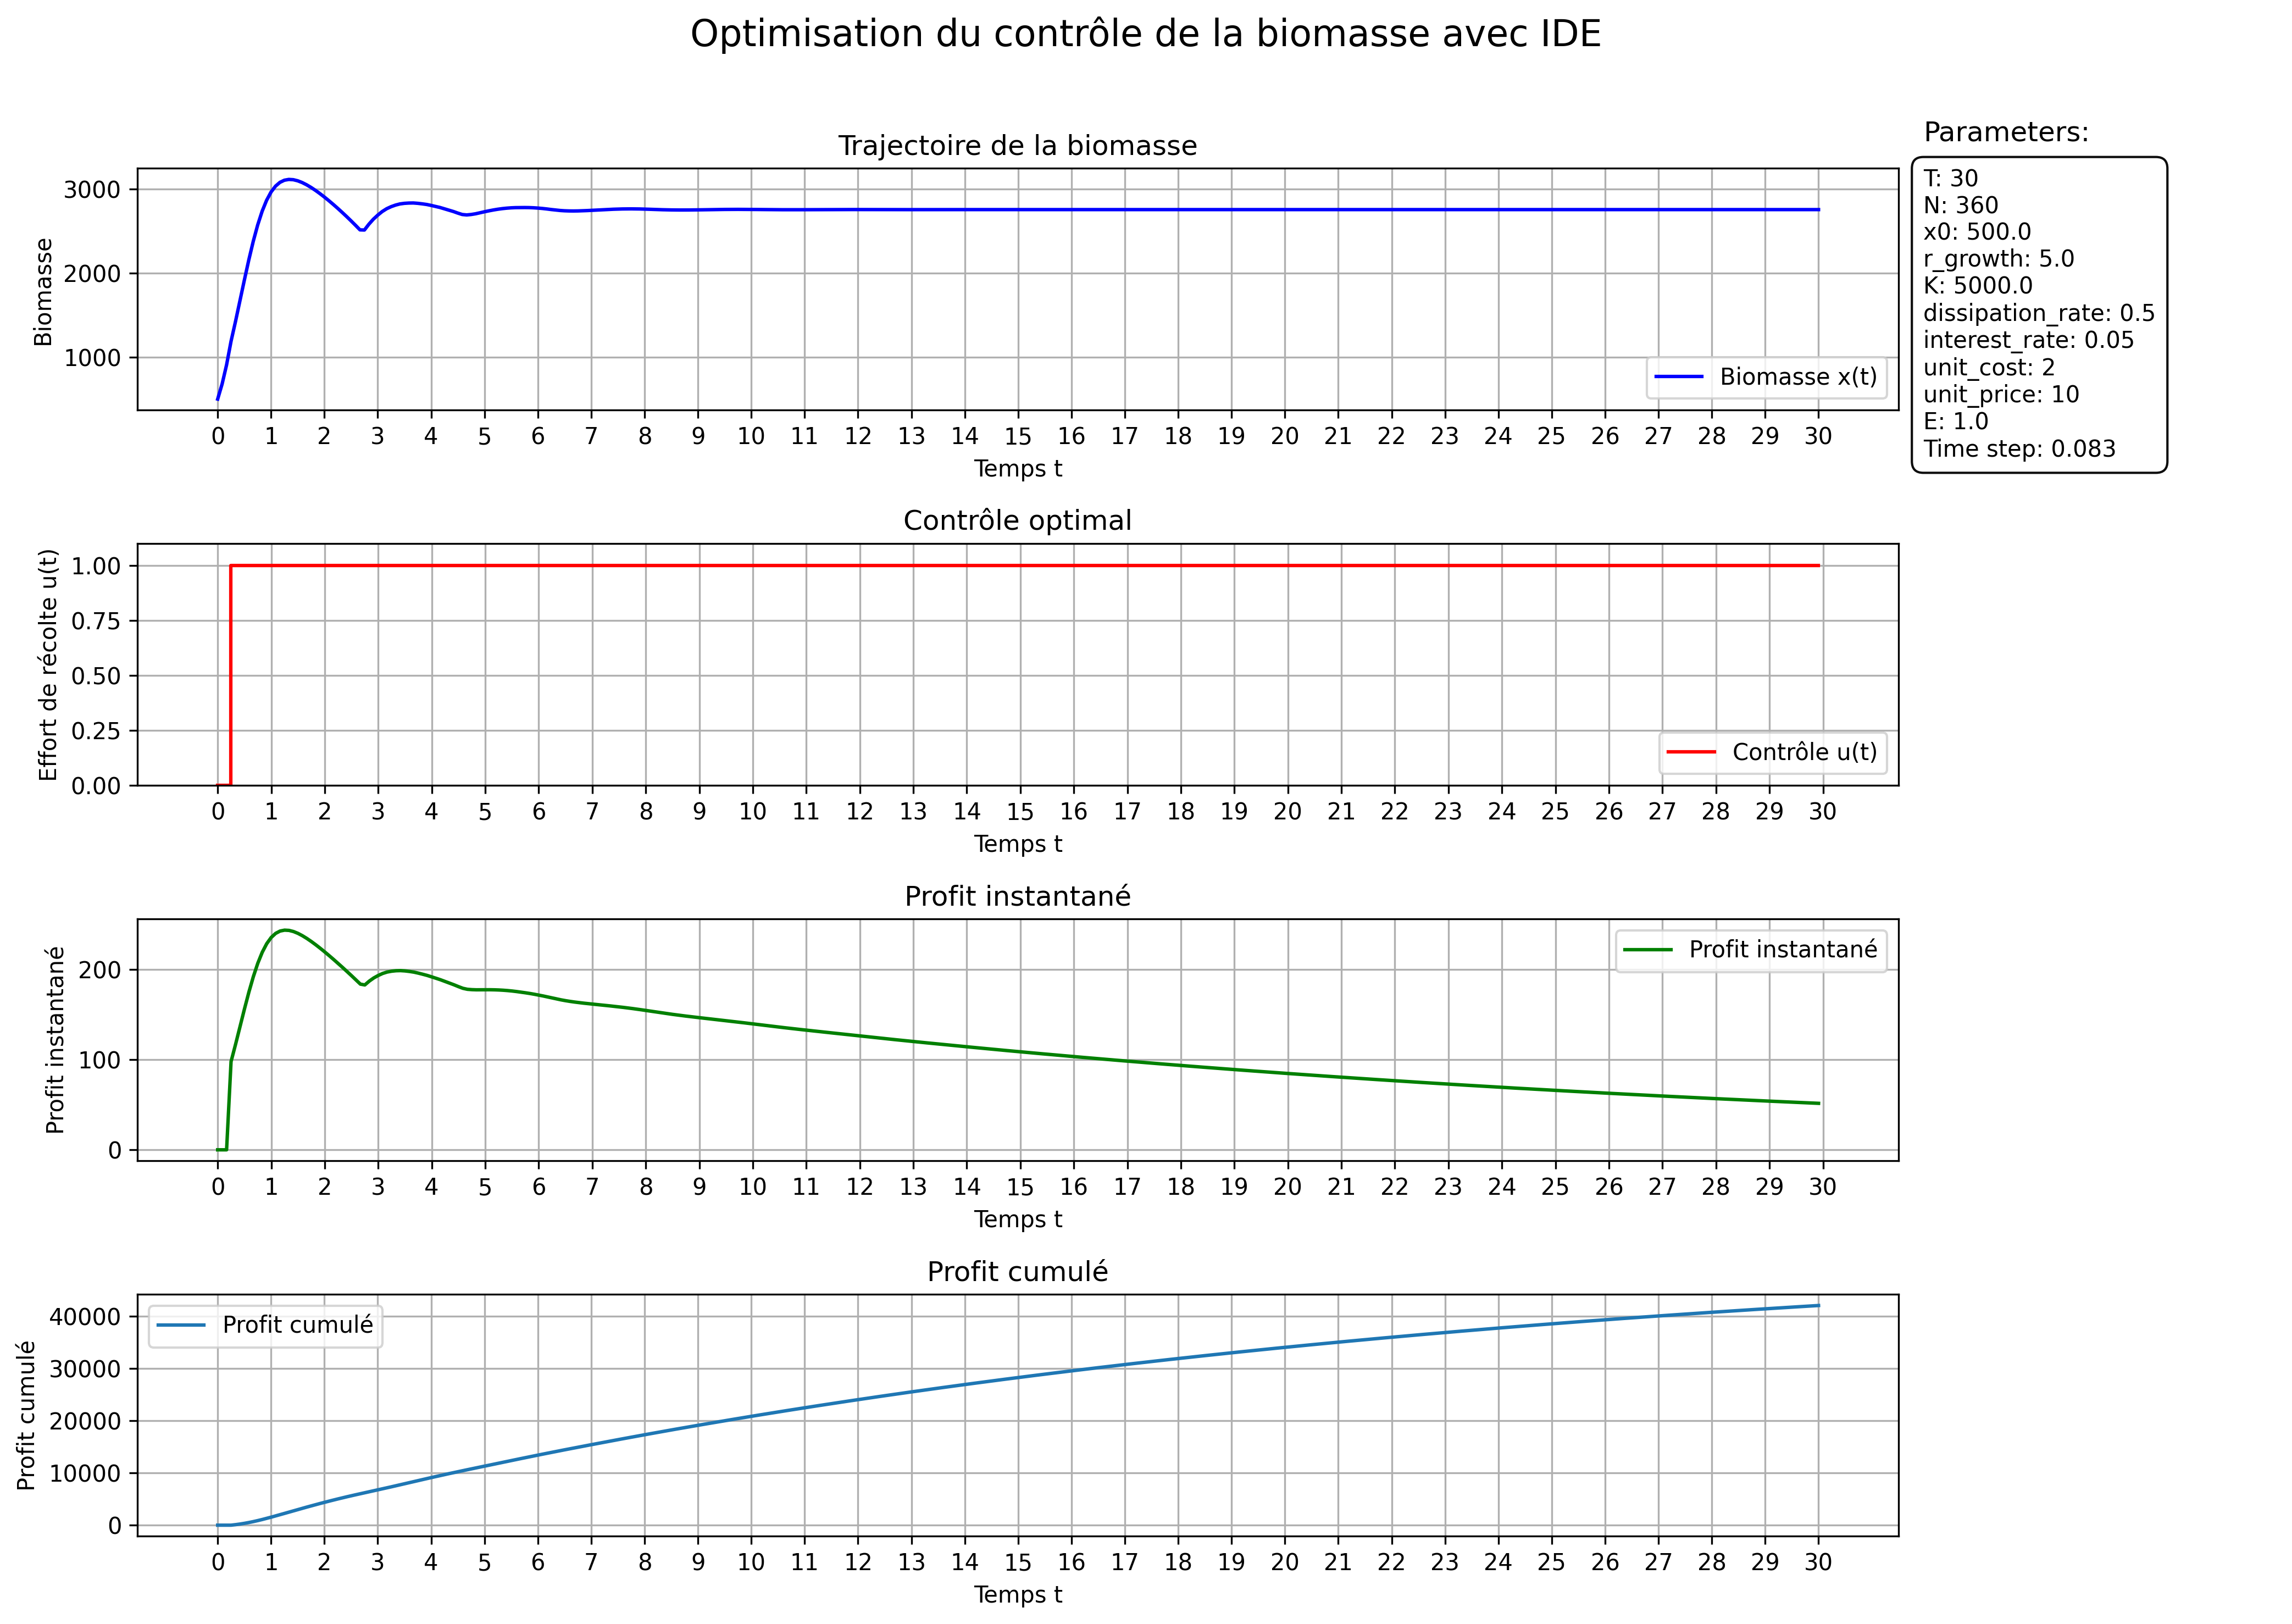 Optimisation du contrôle de la biomasse avec IDE
Trajectoire de la biomasse
Biomasse
3000
2000
1000
Biomasse x(t)
0 1 2 3 4 5 6 7 8 9 10 11 12 13 14 15 16 17 18 19 20 21 22 23 24 25 26 27 28 29 30
Temps t
Parameters:
T: 30
N: 360
x0: 500.0
r_growth: 5.0
K: 5000.0
dissipation_rate: 0.5
interest_rate: 0.05
unit_cost: 2
unit_price: 10
E: 1.0
Time step: 0.083
Contrôle optimal
Effort de récolte u(t)
1.00
0.75
0.50
0.25
0.00
Contrôle u(t)
0 1 2 3 4 5 6 7 8 9 10 11 12 13 14 15 16 17 18 19 20 21 22 23 24 25 26 27 28 29 30
Temps t
Profit instantané
Profit instantané
200
100
0
Profit instantané
0 1 2 3 4 5 6 7 8 9 10 11 12 13 14 15 16 17 18 19 20 21 22 23 24 25 26 27 28 29 30
Temps t
Profit cumulé
Profit cumulé
40000
30000
20000
10000
0
Profit cumulé
0 1 2 3 4 5 6 7 8 9 10 11 12 13 14 15 16 17 18 19 20 21 22 23 24 25 26 27 28 29 30
Temps t